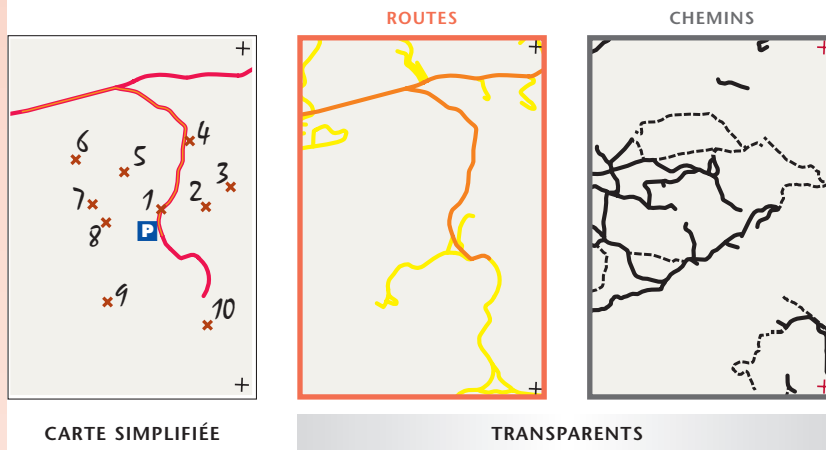 ROUTES
CHEMINS
6
5
4
3
7
1
2
8
P
9
10
CARTE SIMPLIFIÉE
TRANSPARENTS